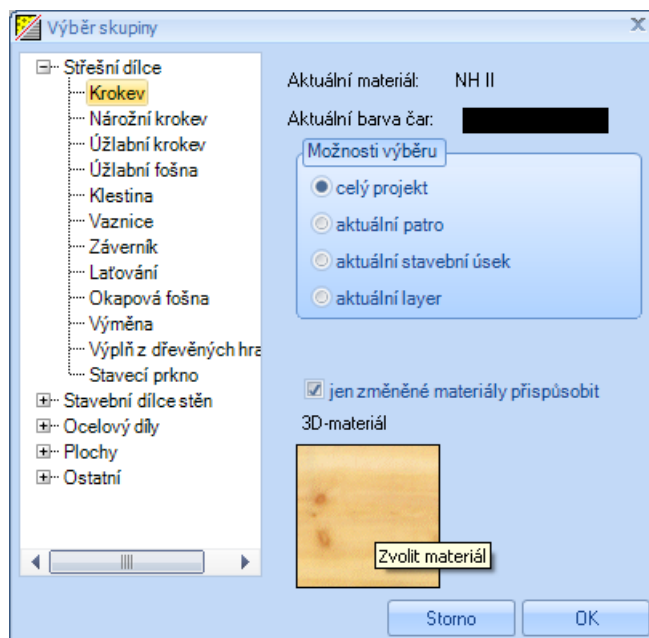 Výběr skupiny
Střešní dílce
Krokev
Nárožní krokev
Úžlabní krokev
Úžlabní fošna
Klestina
Vaznice
Záverník
Laťování
Okapová fošna
Výměna
Výplň z dřevěných hra
Stavecí prkno
Stavební dílce stěn
Ocelový díly
Plochy
Ostatní
Aktuální materiál: NH II
Aktuální barva čar:
Možnosti výběru
celý projekt
aktuální patro
aktuální stavební úsek
aktuální layer
jen změněné materiály přispůsobit
3D-materiál
Zvolit materiál
Storno OK